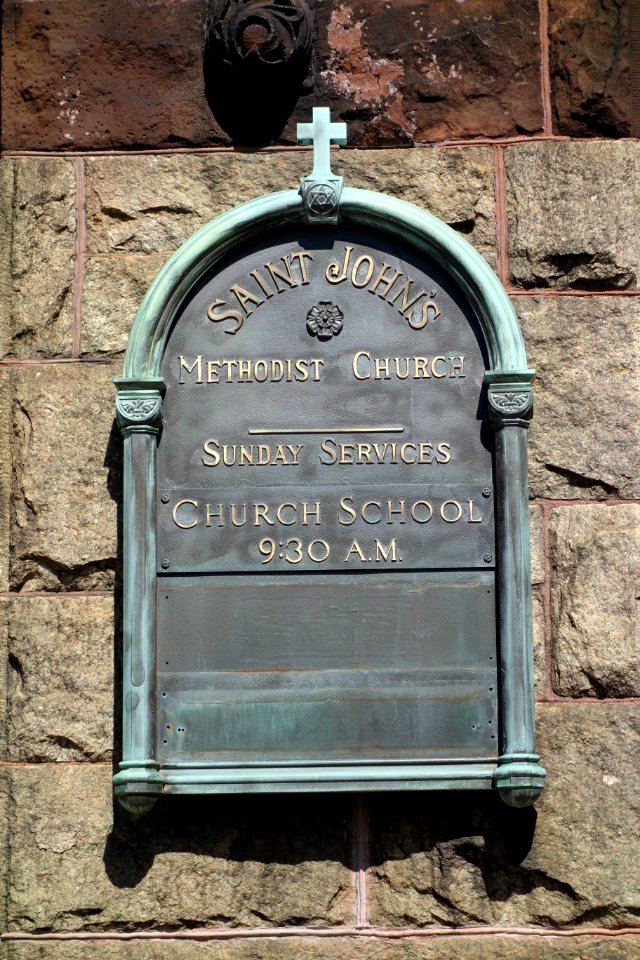 SAINT JOHN'S
METHODIST CHURCH
SUNDAY SERVICES
CHURCH SCHOOL
9:30 A.M.